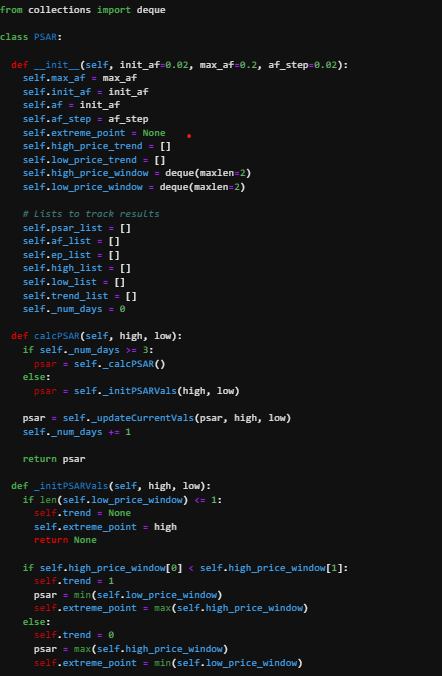 from collections import deque

class PSAR:

  def __init__(self, init_af=0.02, max_af=0.2, af_step=0.02):
    self.max_af = max_af
    self.init_af = init_af
    self.af = init_af
    self.af_step = af_step
    self.extreme_point = None
    self.high_price_trend = []
    self.low_price_trend = []
    self.high_price_window = deque(maxlen=2)
    self.low_price_window = deque(maxlen=2)

    # Lists to track results
    self.psar_list = []
    self.af_list = []
    self.ep_list = []
    self.high_list = []
    self.low_list = []
    self.trend_list = []
    self._num_days = 0

  def calcPSAR(self, high, low):
    if self._num_days >= 3:
      psar = self._calcPSAR()
    else:
      psar = self._initPSARVals(high, low)

    psar = self._updateCurrentVals(psar, high, low)
    self._num_days += 1

    return psar

  def _initPSARVals(self, high, low):
    if len(self.low_price_window) <= 1:
      self.trend = None
      self.extreme_point = high
      return None

    if self.high_price_window[0] < self.high_price_window[1]:
      self.trend = 1
      psar = min(self.low_price_window)
      self.extreme_point = max(self.high_price_window)
    else:
      self.trend = 0
      psar = max(self.high_price_window)
      self.extreme_point = min(self.low_price_window)